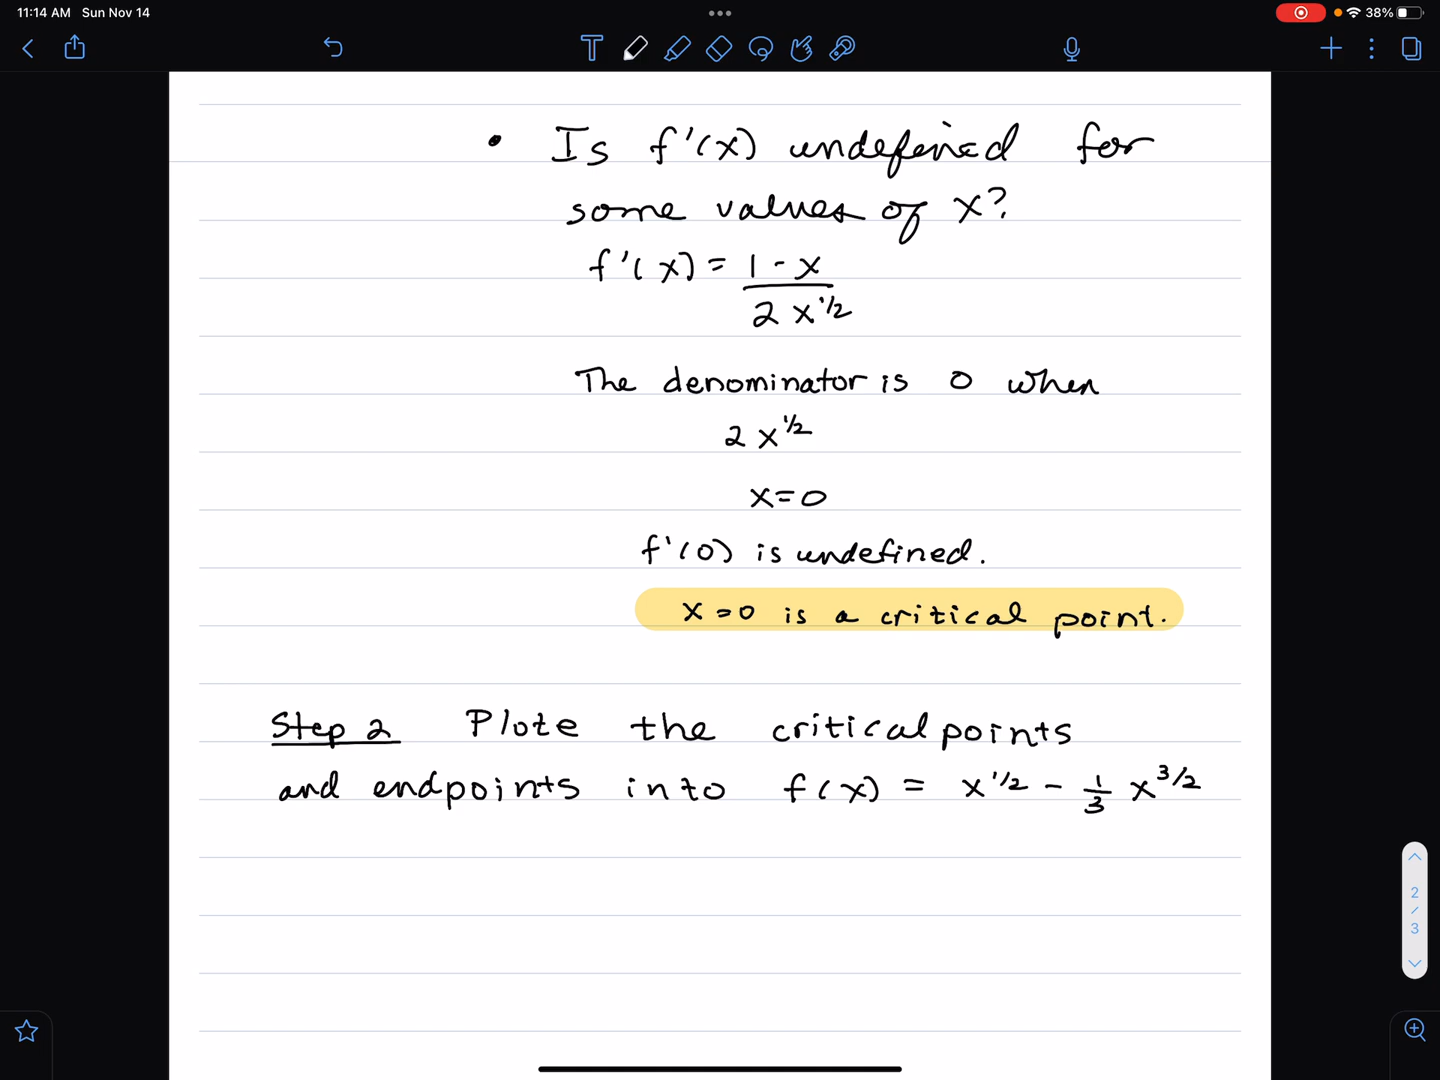 11:14 AM Sun Nov 14
38%
• Is f'(x) undefined for
some values of x?
f'(x) = 1 - x / 2 x^1/2
The denominator is 0 when
2 x^1/2
x = 0
f'(0) is undefined.
x = 0 is a critical point.
Step 2 Plote the critical points
and endpoints into f(x) = x^1/2 - 1/3 x^3/2
2 / 3